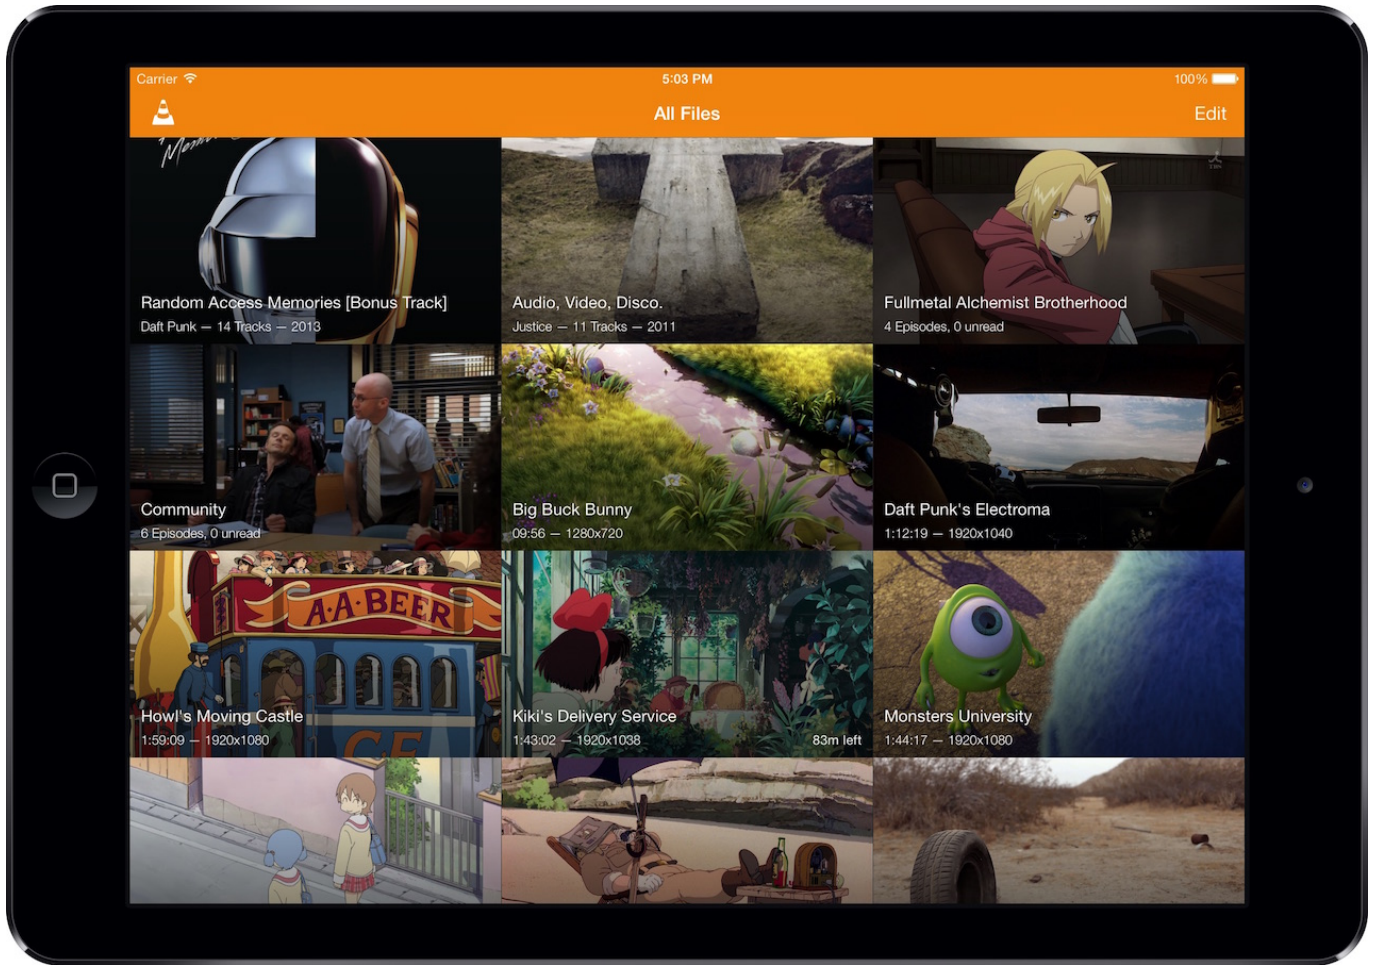 Carrier
5:03 PM
100%
All Files
Edit
Random Access Memories [Bonus Track]
Daft Punk — 14 Tracks — 2013
Audio, Video, Disco.
Justice — 11 Tracks — 2011
Fullmetal Alchemist Brotherhood
4 Episodes, 0 unread
Community
6 Episodes, 0 unread
Big Buck Bunny
09:56 — 1280x720
Daft Punk's Electroma
1:12:19 — 1920x1040
A·A·BEER
Howl's Moving Castle
1:59:09 — 1920x1080
Kiki's Delivery Service
1:43:02 — 1920x1038
83m left
Monsters University
1:44:17 — 1920x1080